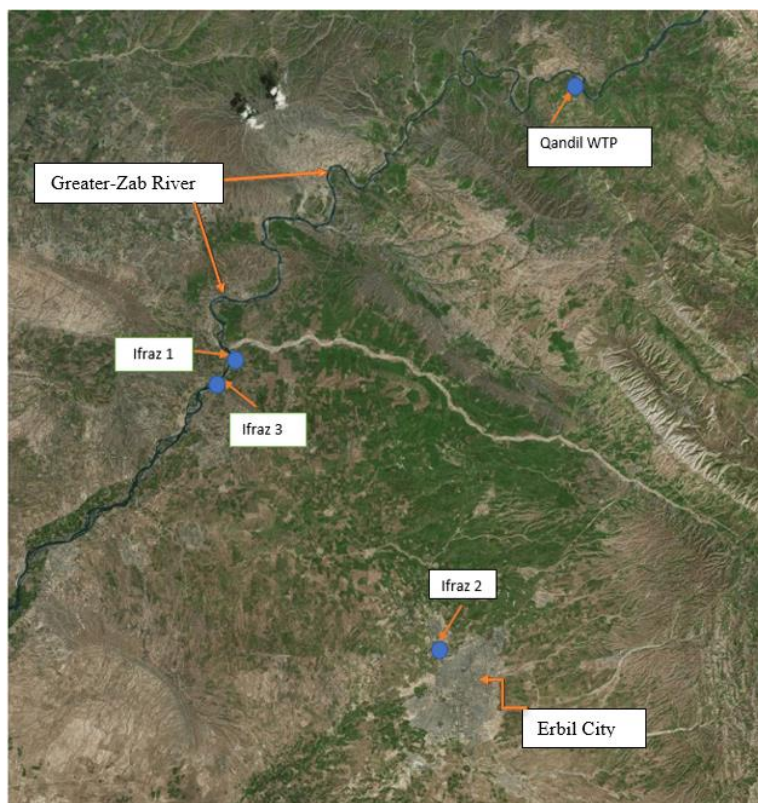 Qandil WTP
Greater-Zab River
Ifraz 1
Ifraz 3
Ifraz 2
Erbil City